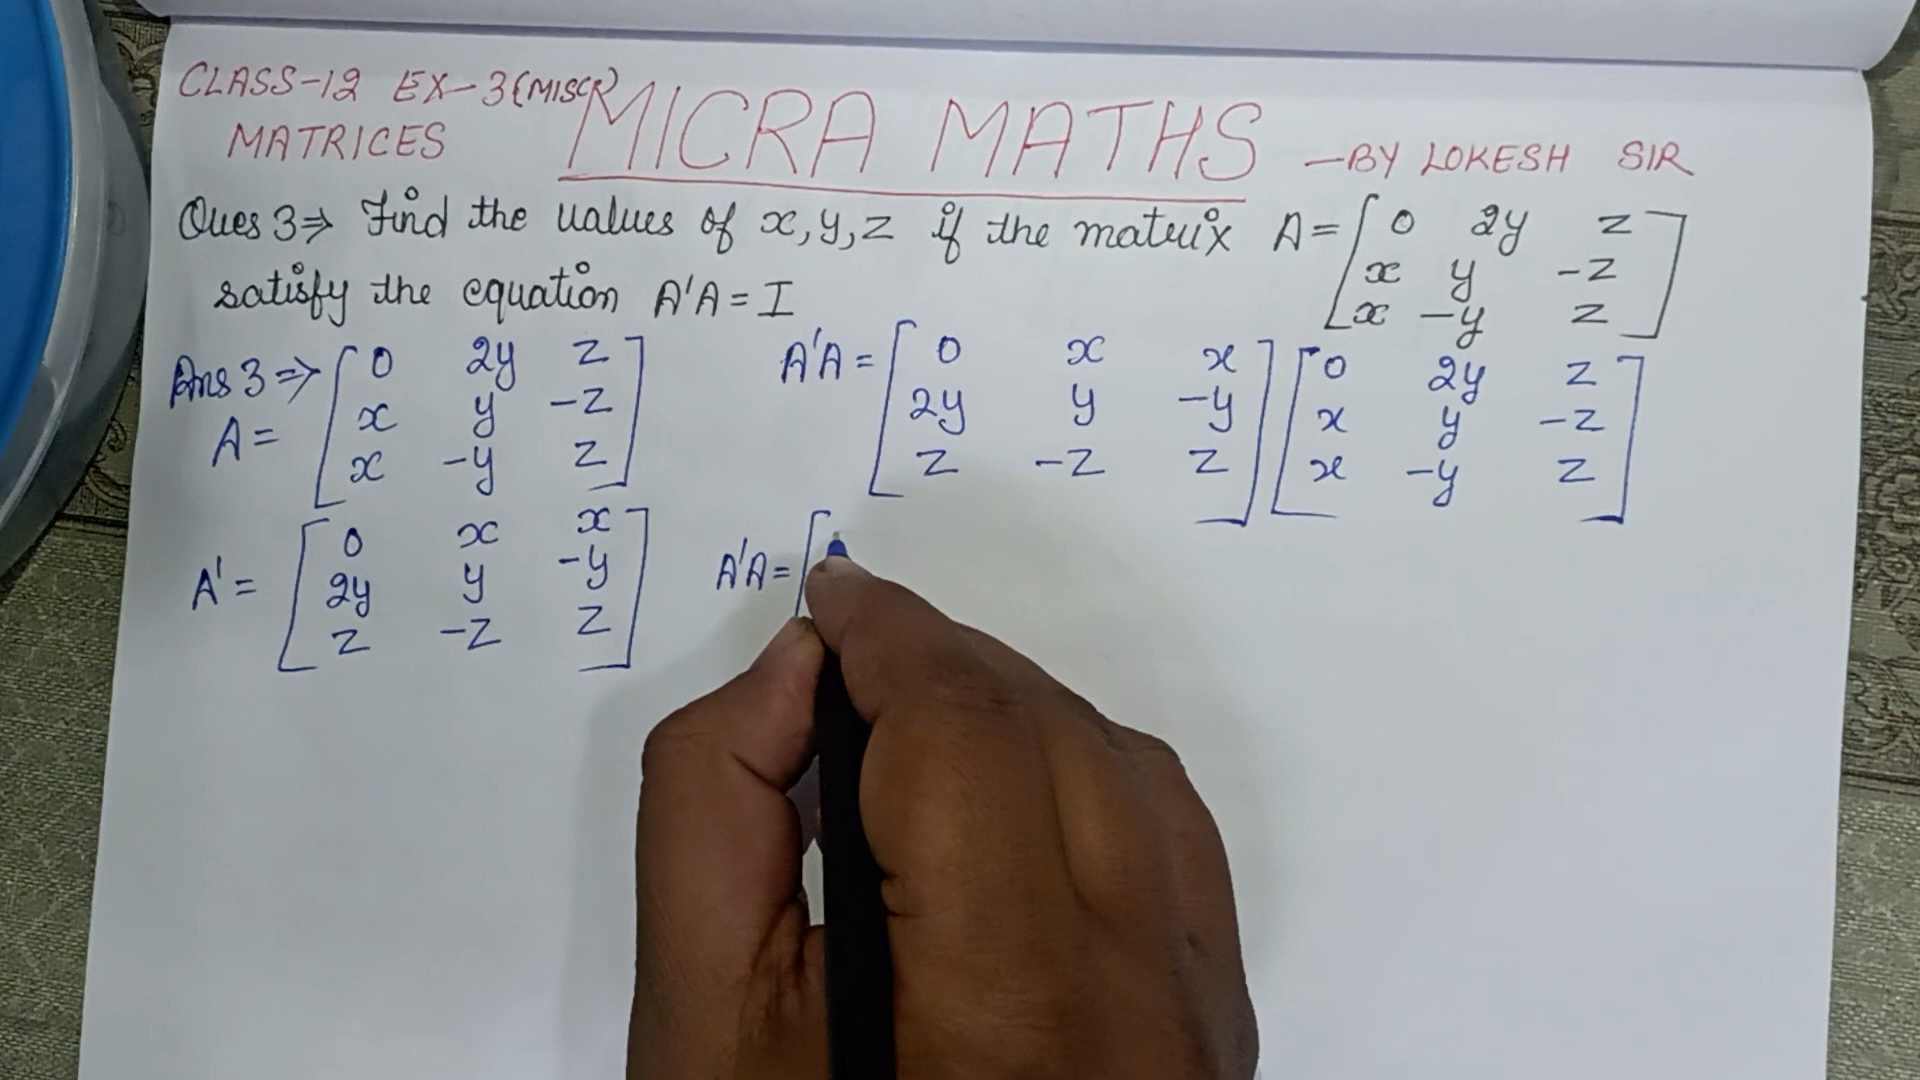 CLASS-12 EX-3(MISC)
MATRICES
MICRA MATHS
-BY LOKESH SIR
Ques 3⇒ Find the values of x, y, z if the matrix A = [0 2y z
x y -z
x -y z]
satisfy the equation A'A = I
Ans 3 ⇒
A = [0 2y z
x y -z
x -y z]
A' = [0 x x
2y y -y
z -z z]
A'A = [0 x x] [0 2y z]
[2y y -y] [x y -z]
[z -z z] [x -y z]
A'A = [